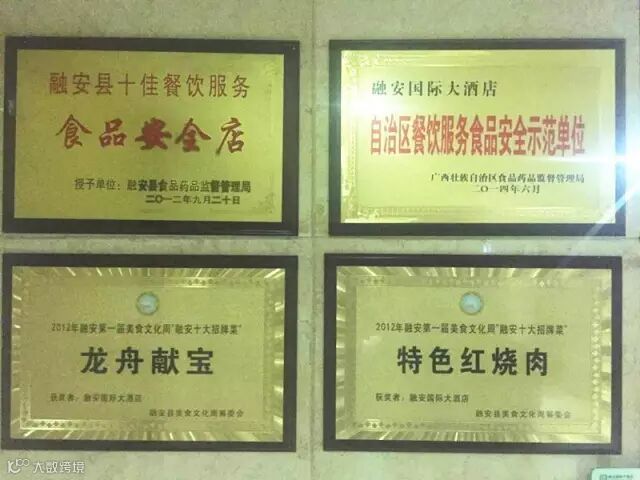 融安县十佳餐饮服务
食品安全店
授予单位：融安县食品药品监督管理局
二〇一二年九月二十日
融安国际大酒店
自治区餐饮服务食品安全示范单位
广西壮族自治区食品药品监督管理局
二〇一四年六月
2012年融安第一届美食文化周"融安十大招牌菜"
龙舟献宝
获奖者：融安国际大酒店
融安县美食文化周筹委会
2012年融安第一届美食文化周"融安十大招牌菜"
特色红烧肉
获奖者：融安国际大酒店
融安县美食文化周筹委会
大数跨境